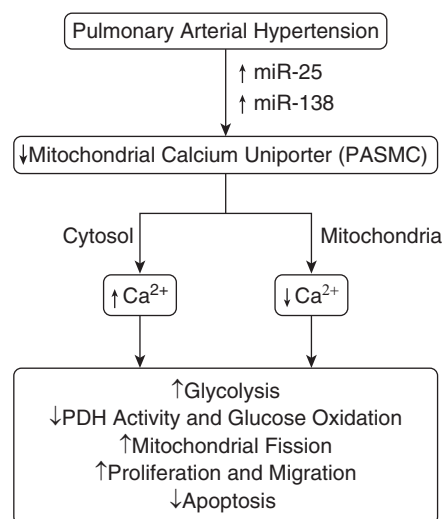 Pulmonary Arterial Hypertension
↑ miR-25
↑ miR-138
↓Mitochondrial Calcium Uniporter (PASMC)
Cytosol
Mitochondria
↑ Ca²⁺
↓ Ca²⁺
↑Glycolysis
↓PDH Activity and Glucose Oxidation
↑Mitochondrial Fission
↑Proliferation and Migration
↓Apoptosis